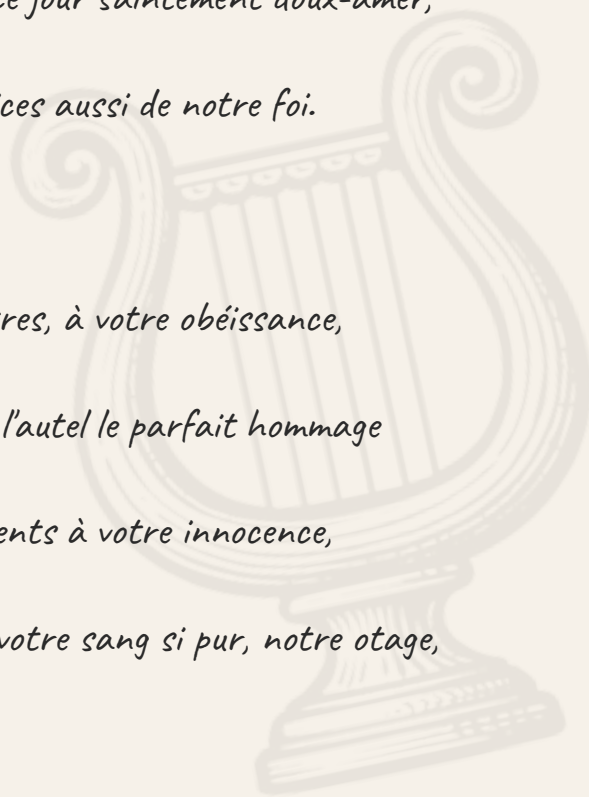 ce jour saintement doux-amer,
ices aussi de notre foi.
res, à votre obéissance,
l'autel le parfait hommage
ents à votre innocence,
votre sang si pur, notre otage,